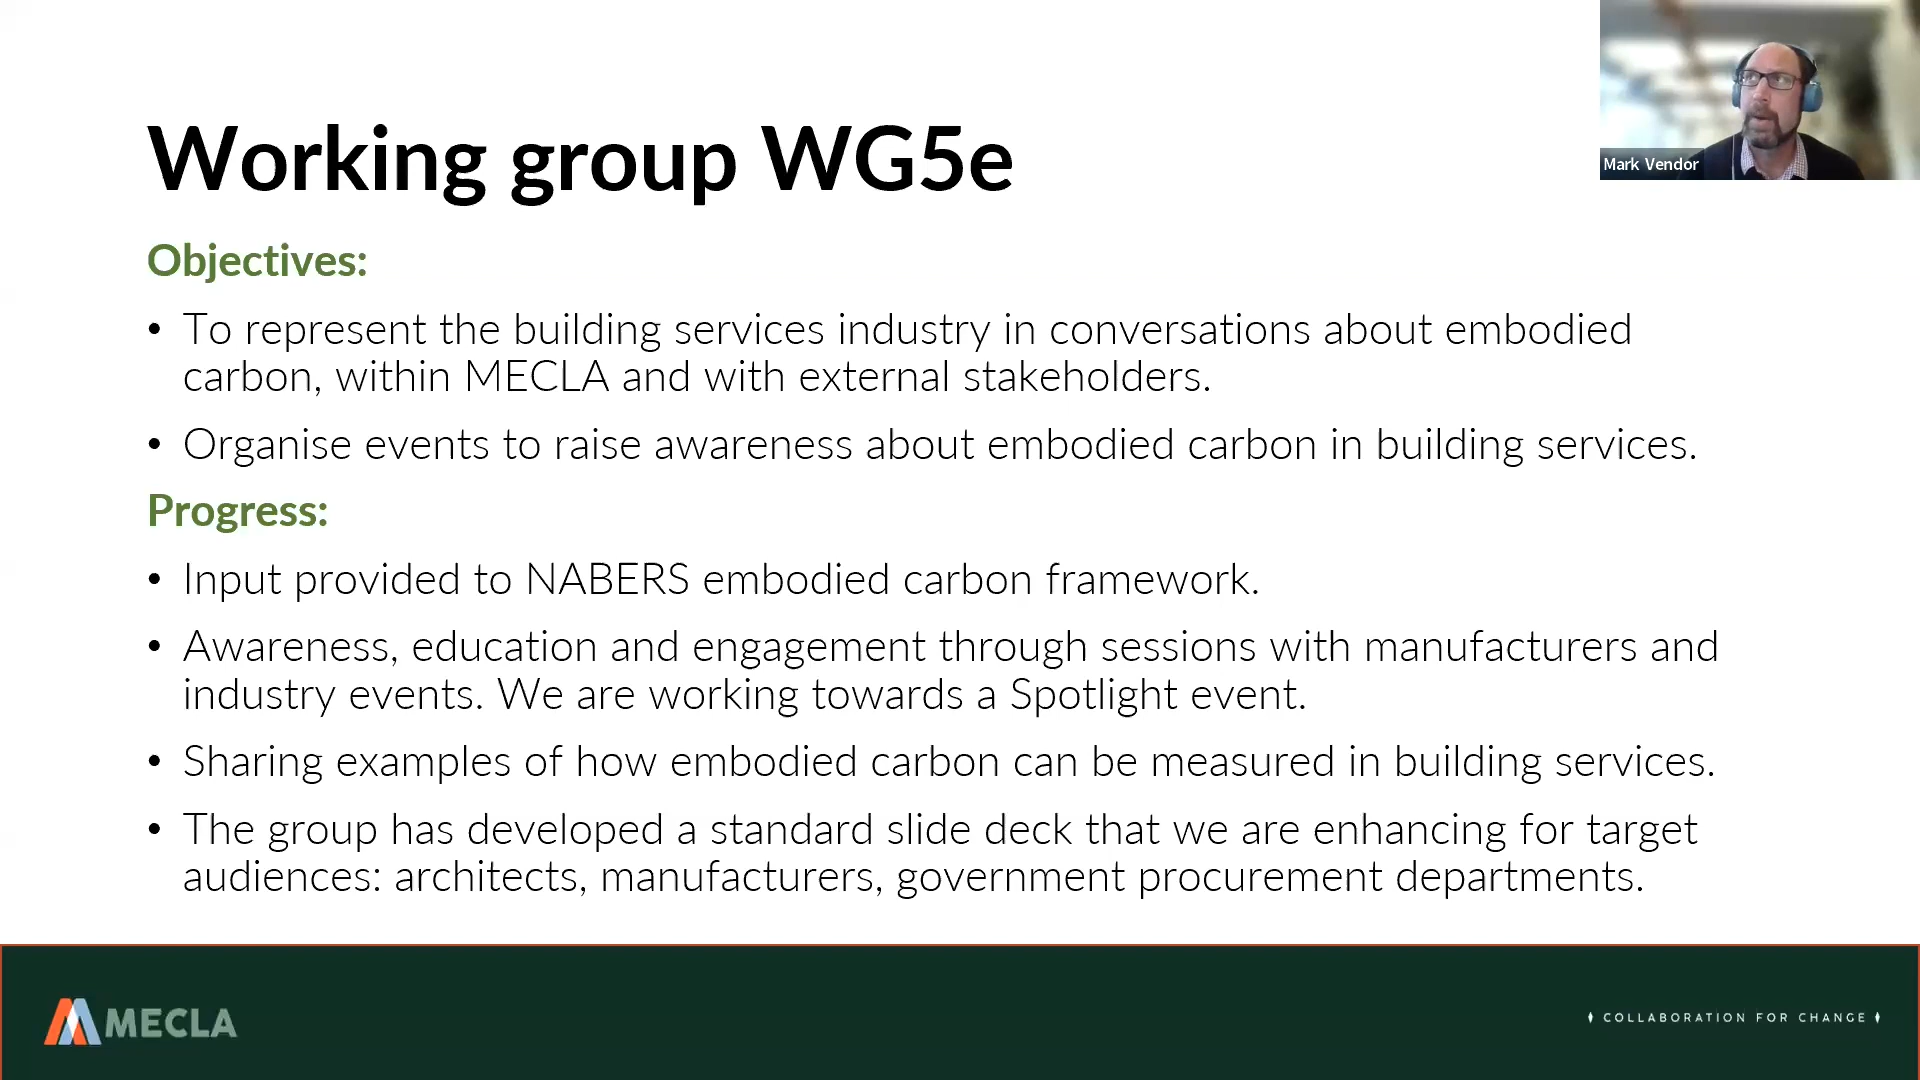 Working group WG5e
Mark Vendor
Objectives:
• To represent the building services industry in conversations about embodied
carbon, within MECLA and with external stakeholders.
• Organise events to raise awareness about embodied carbon in building services.
Progress:
• Input provided to NABERS embodied carbon framework.
• Awareness, education and engagement through sessions with manufacturers and
industry events. We are working towards a Spotlight event.
• Sharing examples of how embodied carbon can be measured in building services.
• The group has developed a standard slide deck that we are enhancing for target
audiences: architects, manufacturers, government procurement departments.
MECLA
COLLABORATION FOR CHANGE